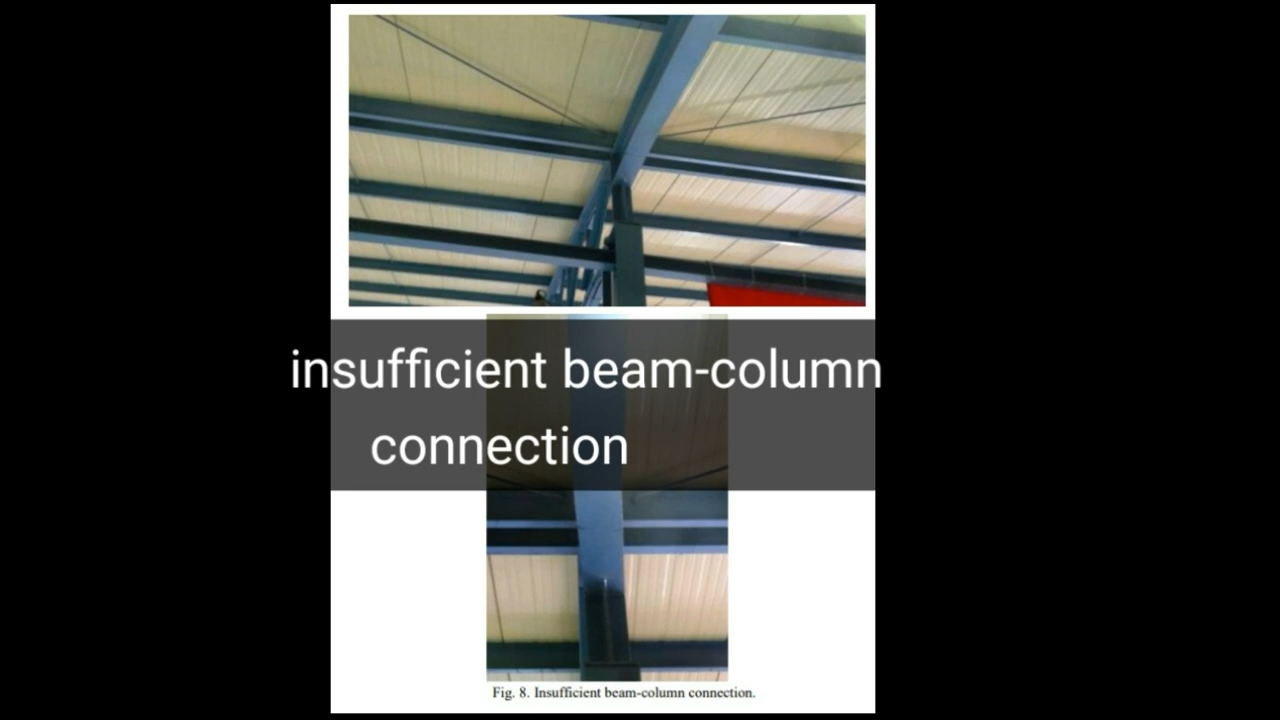 insufficient beam-column
connection
Fig. 8. Insufficient beam-column connection.